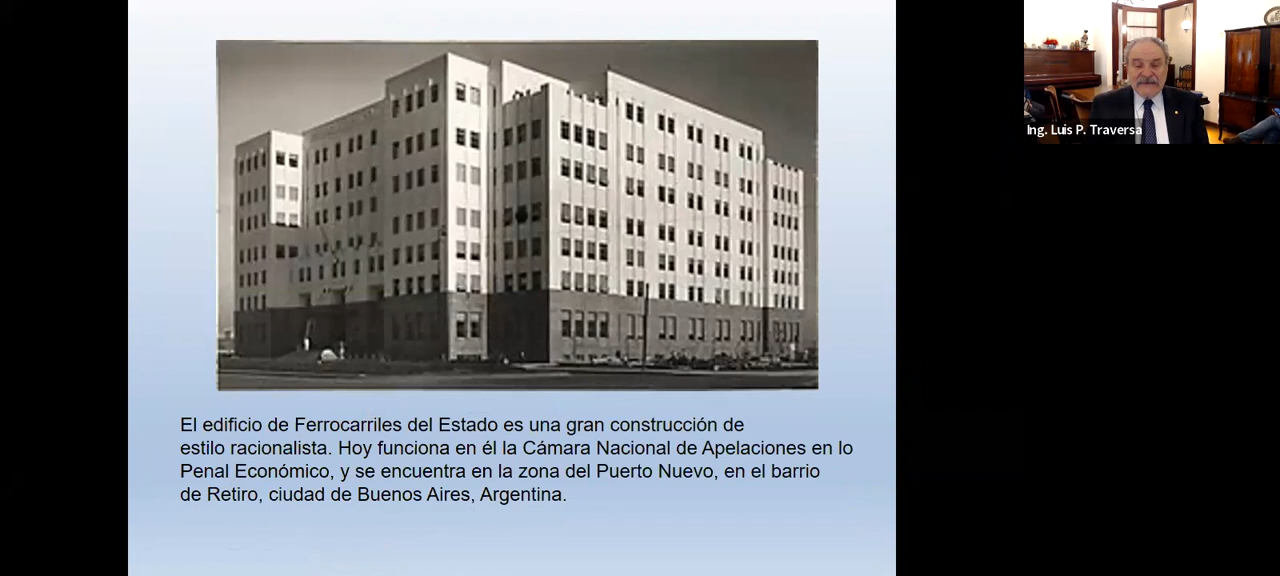 Ing. Luis P. Traversa
El edificio de Ferrocarriles del Estado es una gran construcción de
estilo racionalista. Hoy funciona en él la Cámara Nacional de Apelaciones en lo
Penal Económico, y se encuentra en la zona del Puerto Nuevo, en el barrio
de Retiro, ciudad de Buenos Aires, Argentina.